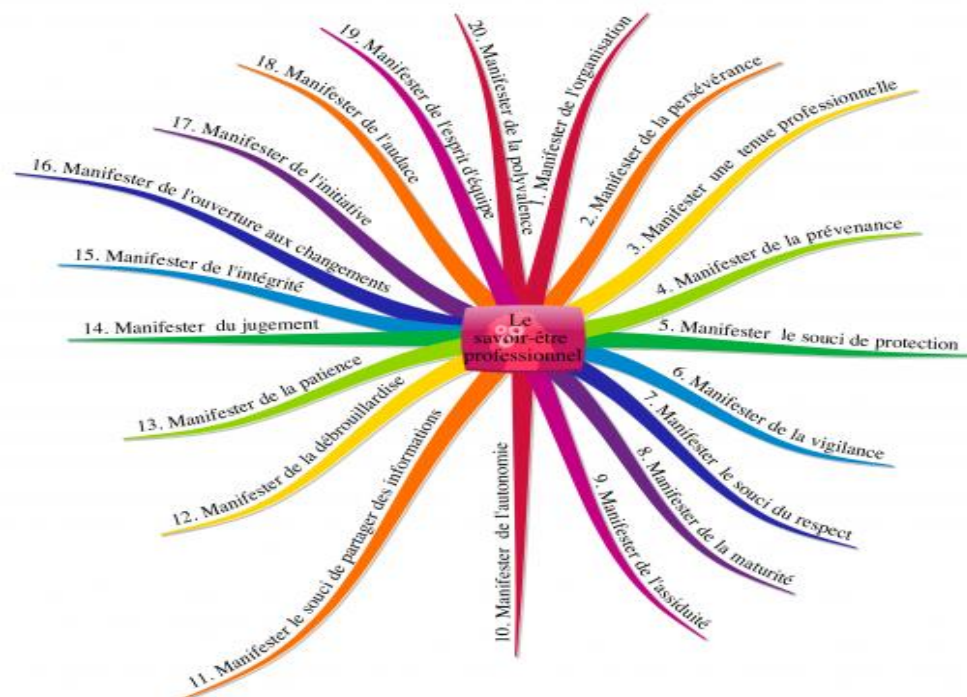 Le
savoir-être
professionnel
1. Manifester de l'organisation
2. Manifester de la persévérance
3. Manifester une tenue professionnelle
4. Manifester de la prévenance
5. Manifester le souci de protection
6. Manifester de la vigilance
7. Manifester le souci du respect
8. Manifester de la maturité
9. Manifester de l'assiduité
10. Manifester de l'autonomie
11. Manifester le souci de partager des informations
12. Manifester de la débrouillardise
13. Manifester de la patience
14. Manifester du jugement
15. Manifester de l'intégrité
16. Manifester de l'ouverture aux changements
17. Manifester de l'initiative
18. Manifester de l'audace
19. Manifester de l'esprit d'équipe
20. Manifester de la polyvalence